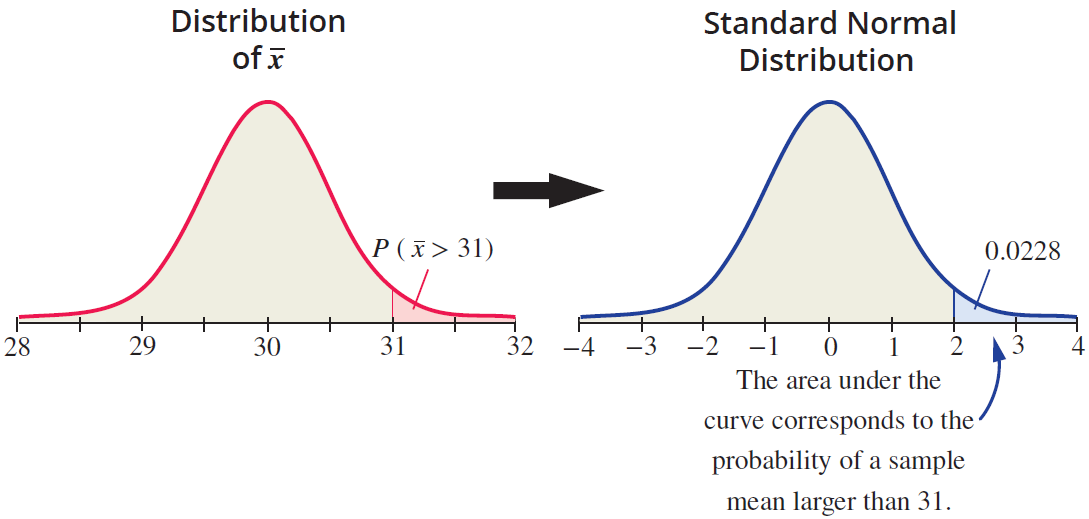 Distribution
of x̄
Standard Normal
Distribution
P ( x̄ > 31)
0.0228
28 29 30 31 32
−4 −3 −2 −1 0 1 2 3 4
The area under the
curve corresponds to the
probability of a sample
mean larger than 31.